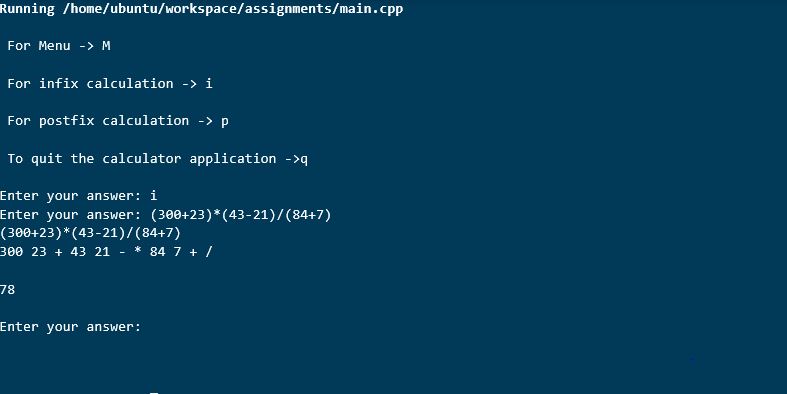 Running /home/ubuntu/workspace/assignments/main.cpp
For Menu -> M
For infix calculation -> i
For postfix calculation -> p
To quit the calculator application ->q
Enter your answer: i
Enter your answer: (300+23)*(43-21)/(84+7)
(300+23)*(43-21)/(84+7)
300 23 + 43 21 - * 84 7 + /
78
Enter your answer: